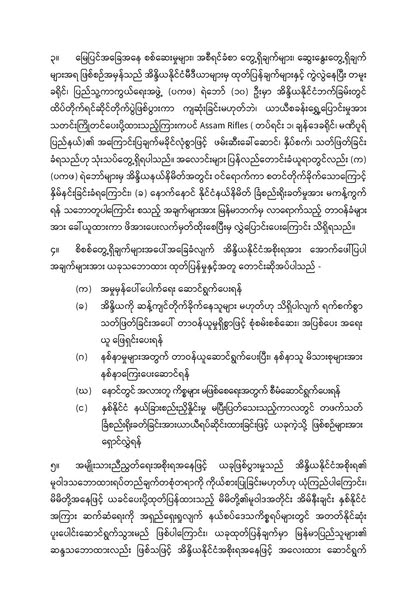 ၃။ မြေပြင်အခြေအနေ စစ်ဆေးမှုများ၊ အစီရင်ခံစာ တွေ့ရှိချက်များ၊ ဆွေးနွေးတွေ့ရှိချက်
များအရ ဖြစ်စဉ်အမှန်သည် အိန္ဒိယနိုင်ငံမီဒီယာများမှ ထုတ်ပြန်ချက်များနှင့် ကွဲလွဲနေပြီး တမူး
ခရိုင်၊ ပြည်သူ့ကာကွယ်ရေးအဖွဲ့ (ပကဖ) ရဲဘော် (၁၀) ဦးမှာ အိန္ဒိယနိုင်ငံဘက်ခြမ်းတွင်
ထိပ်တိုက်ရင်ဆိုင်တိုက်ပွဲဖြစ်ပွားကာ ကျဆုံးခြင်းမဟုတ်ဘဲ၊ ယာယီစခန်းရွှေ့ပြောင်းမှုအား
သတင်းကြိုတင်ပေးပို့ထားသည့်ကြားကပင် Assam Rifles ( တပ်ရင်း ၁၊ ချန်ဒေခရိုင်၊ မဏိပူရ်
ပြည်နယ်)၏ အကြောင်းပြချက်မခိုင်လုံစွာဖြင့် ဖမ်းဆီးခေါ်ဆောင်၊ နှိပ်စက်၊ သတ်ဖြတ်ခြင်း
ခံရသည်ဟု သုံးသပ်တွေ့ရှိရပါသည်။ အလောင်းများ ပြန်လည်တောင်းခံယူရာတွင်လည်း (က)
(ပကဖ) ရဲဘော်များမှ အိန္ဒိယနိုင်ငံနယ်နိမိတ်အတွင်း ဝင်ရောက်ကာ စတင်တိုက်ခိုက်သောကြောင့်
နှိမ်နင်းခြင်းခံရကြောင်း၊ (ခ) နောက်နောင် နိုင်ငံနယ်နိမိတ် ခြံစည်းရိုးခတ်မှုအား မကန့်ကွက်
ရန် သဘောတူပါကြောင်း စသည့် အချက်များအား မြန်မာဘက်မှ လာရောက်သည့် တာဝန်ခံများ
အား ခေါ်ယူထားကာ ဖိအားပေးလက်မှတ်ထိုးစေပြီးမှ လွှဲပြောင်းပေးကြောင်း သိရှိရသည်။
၄။ စိစစ်တွေ့ရှိချက်များအပေါ်အခြေခံလျက် အိန္ဒိယနိုင်ငံအစိုးရအား အောက်ဖော်ပြပါ
အချက်များအား ယခုသဘောထား ထုတ်ပြန်မှုနှင့်အတူ တောင်းဆိုအပ်ပါသည် -
(က) အမှုမှန်ပေါ်ပေါက်ရေး ဆောင်ရွက်ပေးရန်
(ခ) အိန္ဒိယကို ဆန့်ကျင်တိုက်ခိုက်နေသူများ မဟုတ်ဟု သိရှိပါလျက် ရက်စက်စွာ
သတ်ဖြတ်ခြင်းအပေါ် တာဝန်ယူမှုရှိစွာဖြင့် စုံစမ်းစစ်ဆေး၊ အပြစ်ပေး အရေး
ယူ ဖြေရှင်းပေးရန်
(ဂ) နစ်နာမှုများအတွက် တာဝန်ယူဆောင်ရွက်ပေးပြီး၊ နစ်နာသူ မိသားစုများအား
နစ်နာကြေးပေးဆောင်ရန်
(ဃ) နောင်တွင် အလားတူ ကိစ္စများ မဖြစ်စေရေးအတွက် စီမံဆောင်ရွက်ပေးရန်
(င) နှစ်နိုင်ငံ နယ်ခြားစည်းညှိနှိုင်းမှု မပြီးပြတ်သေးသည့်ကာလတွင် တဖက်သတ်
ခြံစည်းရိုးခတ်ခြင်းအားယာယီရပ်ဆိုင်းထားခြင်းဖြင့် ယခုကဲ့သို့ ဖြစ်စဉ်များအား
ရှောင်လွှဲရန်
၅။ အမျိုးသားညီညွတ်ရေးအစိုးရအနေဖြင့် ယခုဖြစ်ပွားမှုသည် အိန္ဒိယနိုင်ငံအစိုးရ၏
မူဝါဒသဘောထားရပ်တည်ချက်တစ်ရာကို ကိုယ်စားပြုခြင်းမဟုတ်ဟု ယုံကြည်ပါကြောင်း၊
မိမိတို့အနေဖြင့် ယခင်ပေးပို့ထုတ်ပြန်ထားသည့် မိမိတို့၏မူဝါဒအတိုင်း အိမ်နီးချင်း နှစ်နိုင်ငံ
အကြား ဆက်ဆံရေးကို အရှည်ရှေးရှုလျက် နယ်စပ်ဒေသကိစ္စရပ်များတွင် အတတ်နိုင်ဆုံး
ပူးပေါင်းဆောင်ရွက်သွားမည် ဖြစ်ပါကြောင်း၊ ယခုထုတ်ပြန်ချက်မှာ မြန်မာပြည်သူများ၏
ဆန္ဒသဘောထားလည်း ဖြစ်သဖြင့် အိန္ဒိယနိုင်ငံအစိုးရအနေဖြင့် အလေးထား ဆောင်ရွက်